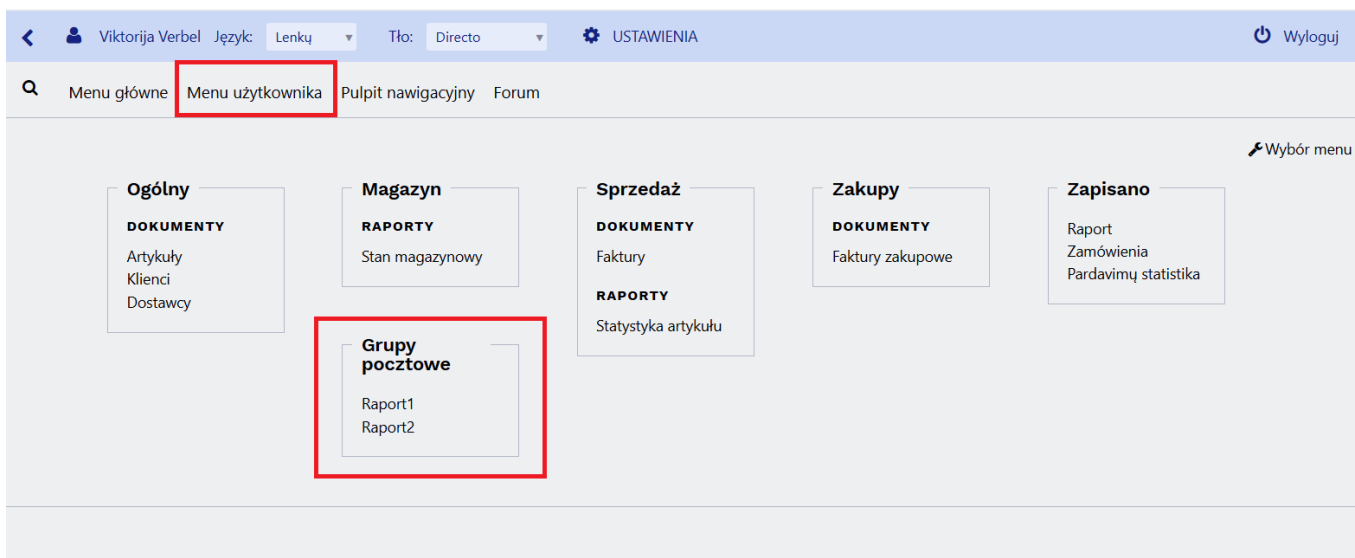 Viktorija Verbel Język: Lenkų Tło: Directo USTAWIENIA Wyloguj
Menu główne Menu użytkownika Pulpit nawigacyjny Forum
Wybór menu
Ogólny
DOKUMENTY
Artykuły
Klienci
Dostawcy
Magazyn
RAPORTY
Stan magazynowy
Grupy
pocztowe
Raport1
Raport2
Sprzedaż
DOKUMENTY
Faktury
RAPORTY
Statystyka artykułu
Zakupy
DOKUMENTY
Faktury zakupowe
Zapisano
Raport
Zamówienia
Pardavimų statistika